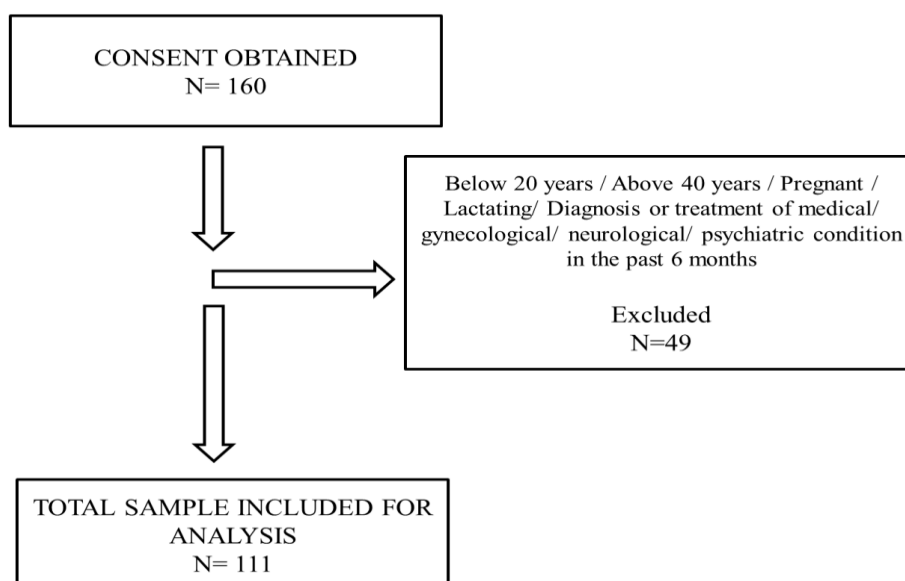 CONSENT OBTAINED
N= 160
Below 20 years / Above 40 years / Pregnant /
Lactating/ Diagnosis or treatment of medical/
gynecological/ neurological/ psychiatric condition
in the past 6 months
Excluded
N=49
TOTAL SAMPLE INCLUDED FOR
ANALYSIS
N= 111